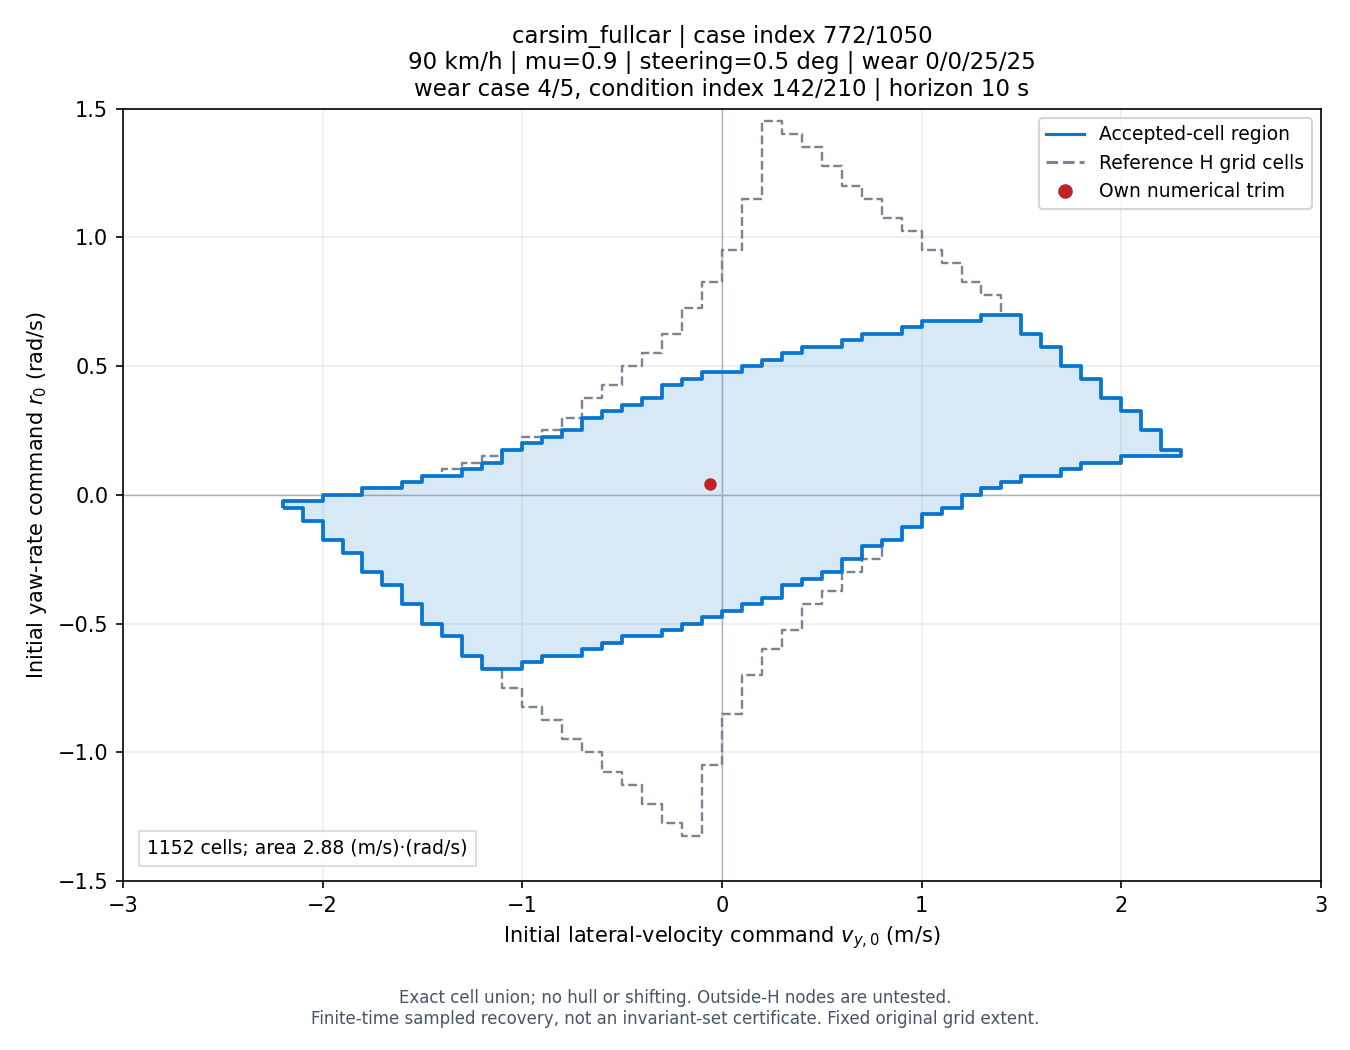 carsim_fullcar | case index 772/1050
90 km/h | mu=0.9 | steering=0.5 deg | wear 0/0/25/25
wear case 4/5, condition index 142/210 | horizon 10 s
Accepted-cell region
Reference H grid cells
Own numerical trim
1.5
1.0
0.5
0.0
−0.5
−1.0
−1.5
Initial yaw-rate command r0 (rad/s)
1152 cells; area 2.88 (m/s)·(rad/s)
−3
−2
−1
0
1
2
3
Initial lateral-velocity command vy,0 (m/s)
Exact cell union; no hull or shifting. Outside-H nodes are untested.
Finite-time sampled recovery, not an invariant-set certificate. Fixed original grid extent.